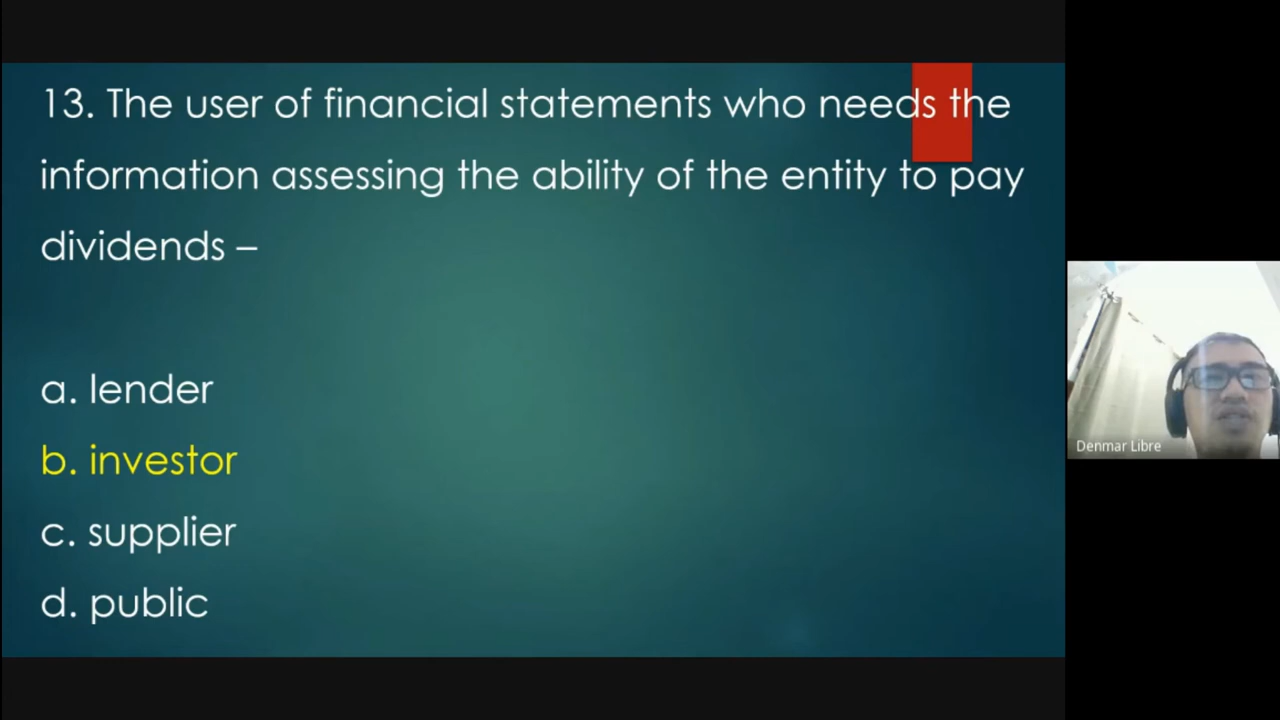 13. The user of financial statements who needs the
information assessing the ability of the entity to pay
dividends –
a. lender
b. investor
c. supplier
d. public
Denmar Libre